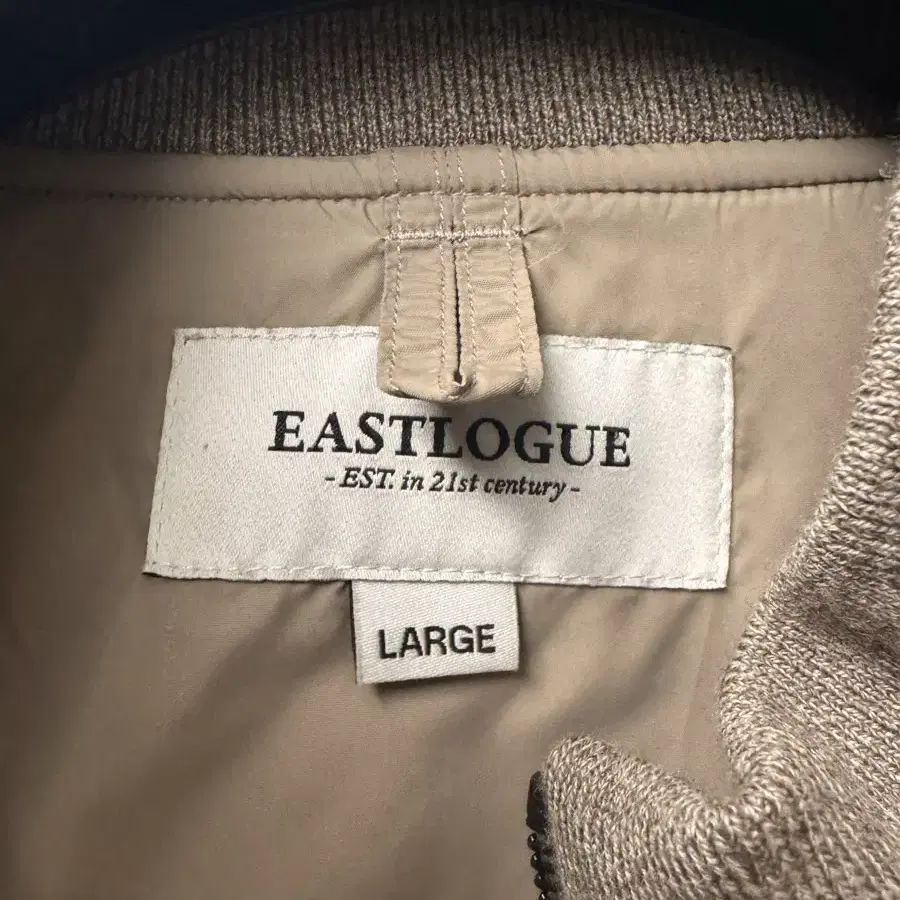 EASTLOGUE
- EST. in 21st century -
LARGE